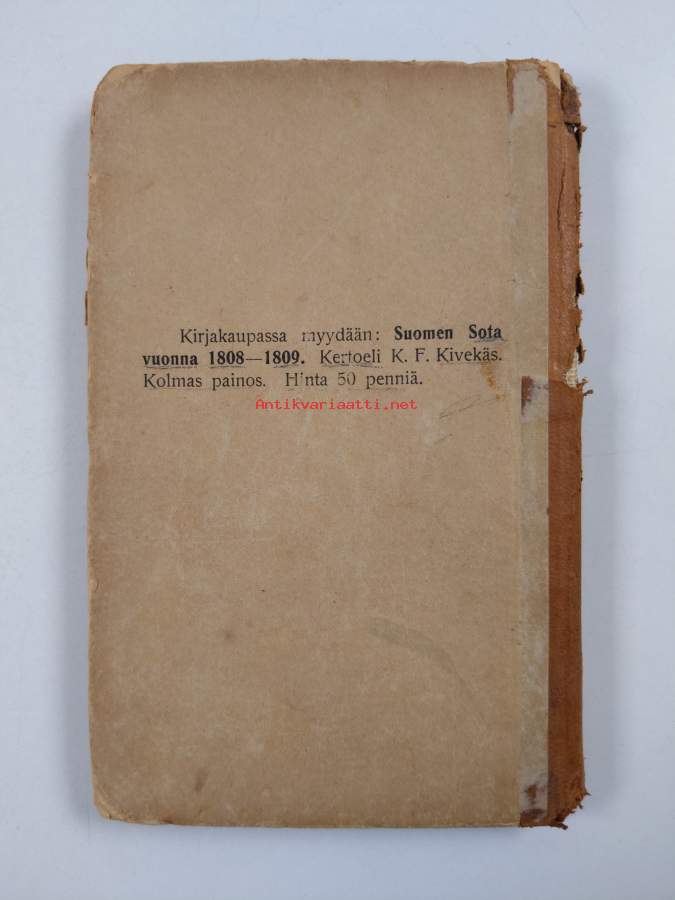 Kirjakaupassa myydään: Suomen Sota
vuonna 1808—1809. Kertoeli K. F. Kivekäs.
Kolmas painos. Hinta 50 penniä.
Antikvariaatti.net